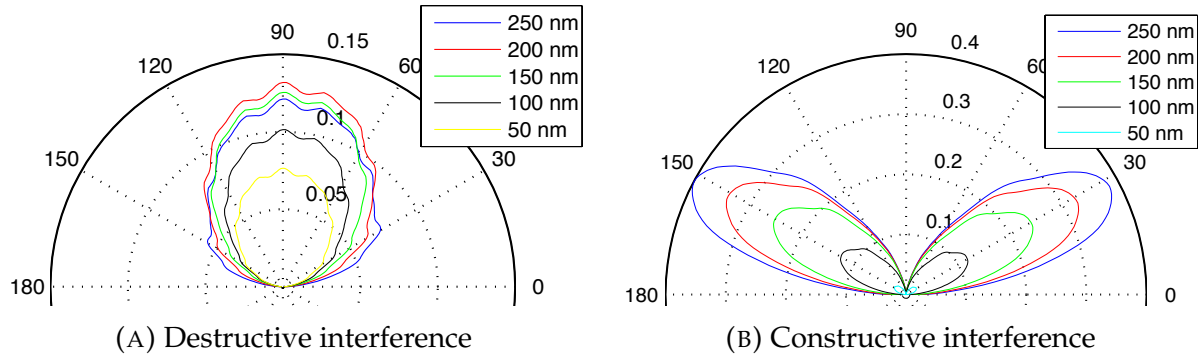 90
0.15
120
60
150
0.1
30
0.05
180
0
250 nm
200 nm
150 nm
100 nm
50 nm
(A) Destructive interference
90
0.4
120
60
0.3
150
0.2
30
0.1
180
0
250 nm
200 nm
150 nm
100 nm
50 nm
(B) Constructive interference